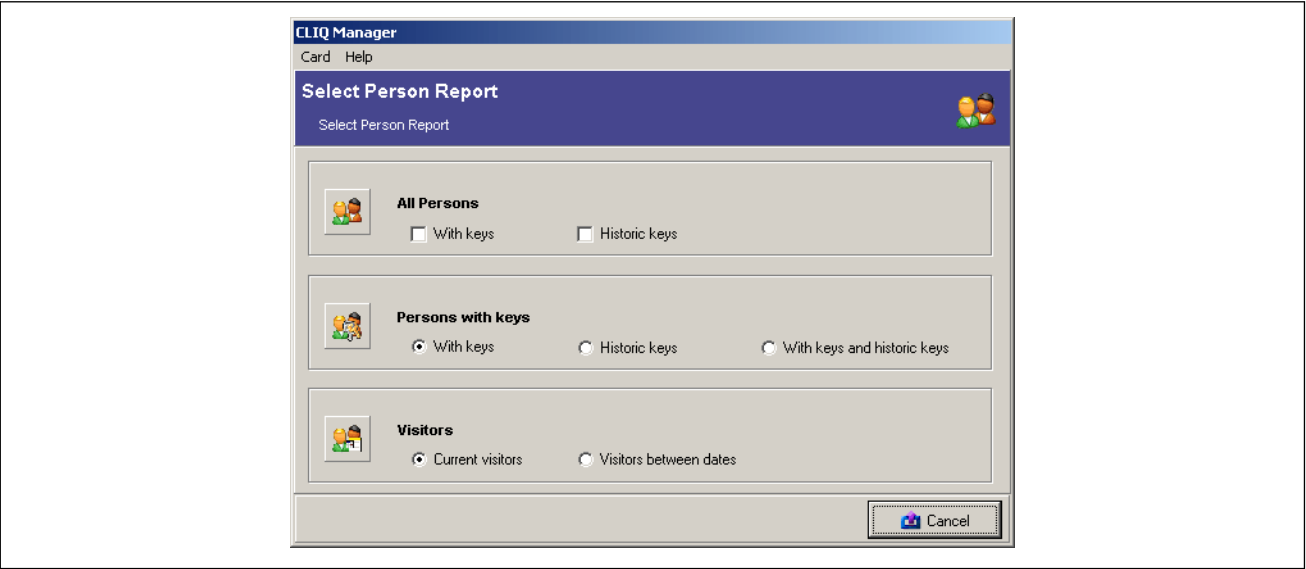 CLIQ Manager
Card Help
Select Person Report
Select Person Report
All Persons
With keys Historic keys
Persons with keys
With keys Historic keys With keys and historic keys
Visitors
Current visitors Visitors between dates
Cancel